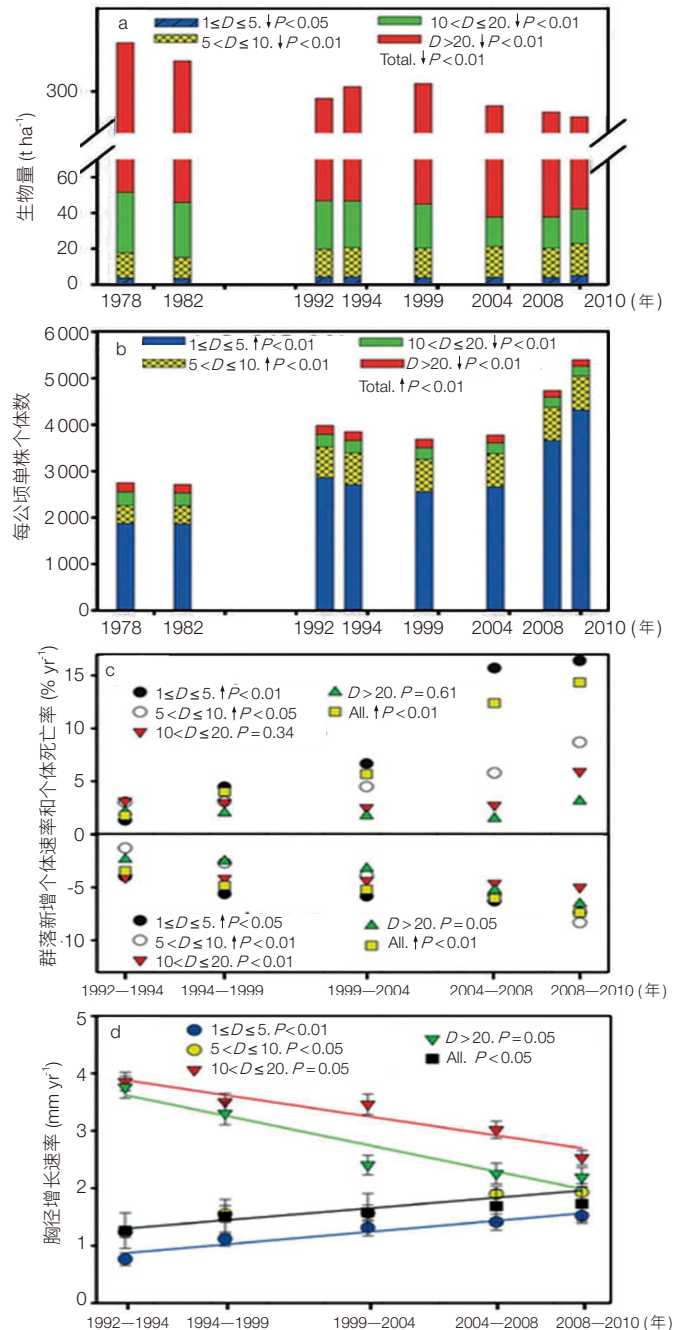 a
1≤D≤5.↓P<0.05
10<D≤20.↓P<0.01
5<D≤10.↓P<0.01
D>20.↓P<0.01
Total.↓P<0.01
300
60
40
20
0
生物量 (t ha⁻¹)
1978 1982 1992 1994 1999 2004 2008 2010 (年)
b
1≤D≤5.↑P<0.01
10<D≤20.↓P<0.01
5<D≤10.↑P<0.01
D>20.↓P<0.01
Total.↑P<0.01
6 000
5 000
4 000
3 000
2 000
1 000
0
每公顷单株个体数
1978 1982 1992 1994 1999 2004 2008 2010 (年)
c
1≤D≤5.↑P<0.01
D>20. P=0.61
5<D≤10.↑P<0.05
All.↑P<0.01
10<D≤20. P=0.34
15
10
5
0
-5
-10
群落新增个体速率和个体死亡率 (% yr⁻¹)
1≤D≤5.↑P<0.05
D>20. P=0.05
5<D≤10.↑P<0.01
All.↑P<0.01
10<D≤20. P<0.01
1992—1994 1994—1999 1999—2004 2004—2008 2008—2010 (年)
d
1≤D≤5. P<0.01
D>20. P=0.05
5<D≤10. P<0.05
All. P<0.05
10<D≤20. P=0.05
5
4
3
2
1
0
胸径增长速率 (mm yr⁻¹)
1992—1994 1994—1999 1999—2004 2004—2008 2008—2010 (年)